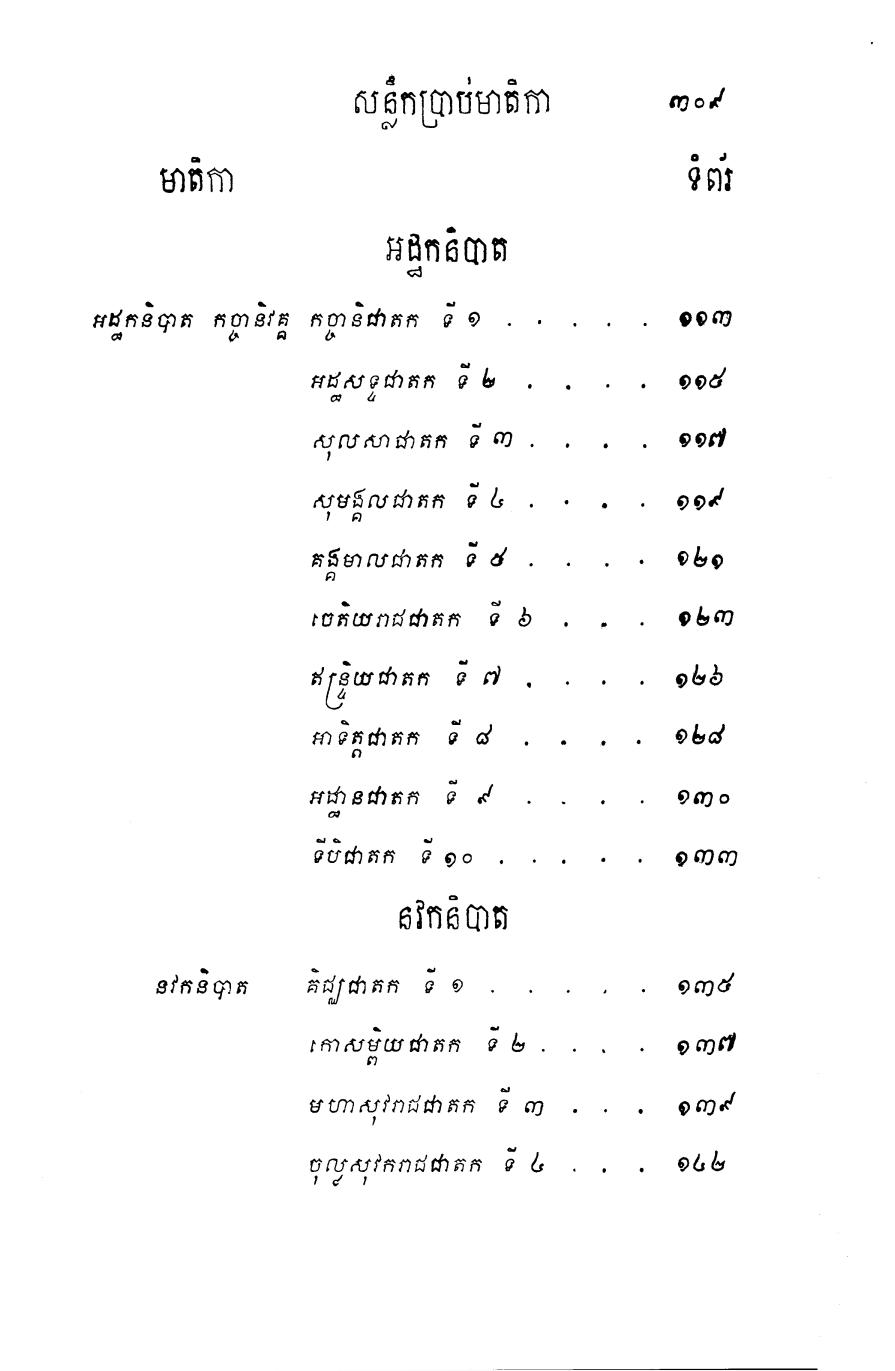 សន្លឹកប្រាប់មាតិកា ៣០៩
មាតិកា ទំព័រ
អដ្ឋកនិបាត
អដ្ឋកនិបាត កច្ចានិវគ្គ កច្ចានិជាតក ទី ១ . . . . . ១១៣
អដ្ឋសទ្ទជាតក ទី ២ . . . . ១១៥
សុលសាជាតក ទី ៣ . . . . ១១៧
សុមង្គលជាតក ទី ៤ . . . . ១១៩
គង្គមាលជាតក ទី ៥ . . . . ១២១
ចេតិយរាជជាតក ទី ៦ . . . ១២៣
ឥន្ទ្រិយជាតក ទី ៧ . . . . ១២៦
អាទិត្តជាតក ទី ៨ . . . . ១២៨
អដ្ឋានជាតក ទី ៩ . . . . ១៣០
ទីបិជាតក ទី ១០ . . . . . ១៣៣
នវកនិបាត
នវកនិបាត គិជ្ឈជាតក ទី ១ . . . . . ១៣៥
កោសម្ពិយជាតក ទី ២ . . . . ១៣៧
មហាសុវរាជជាតក ទី ៣ . . . ១៣៩
ចុល្លសុវករាជជាតក ទី ៤ . . . ១៤២